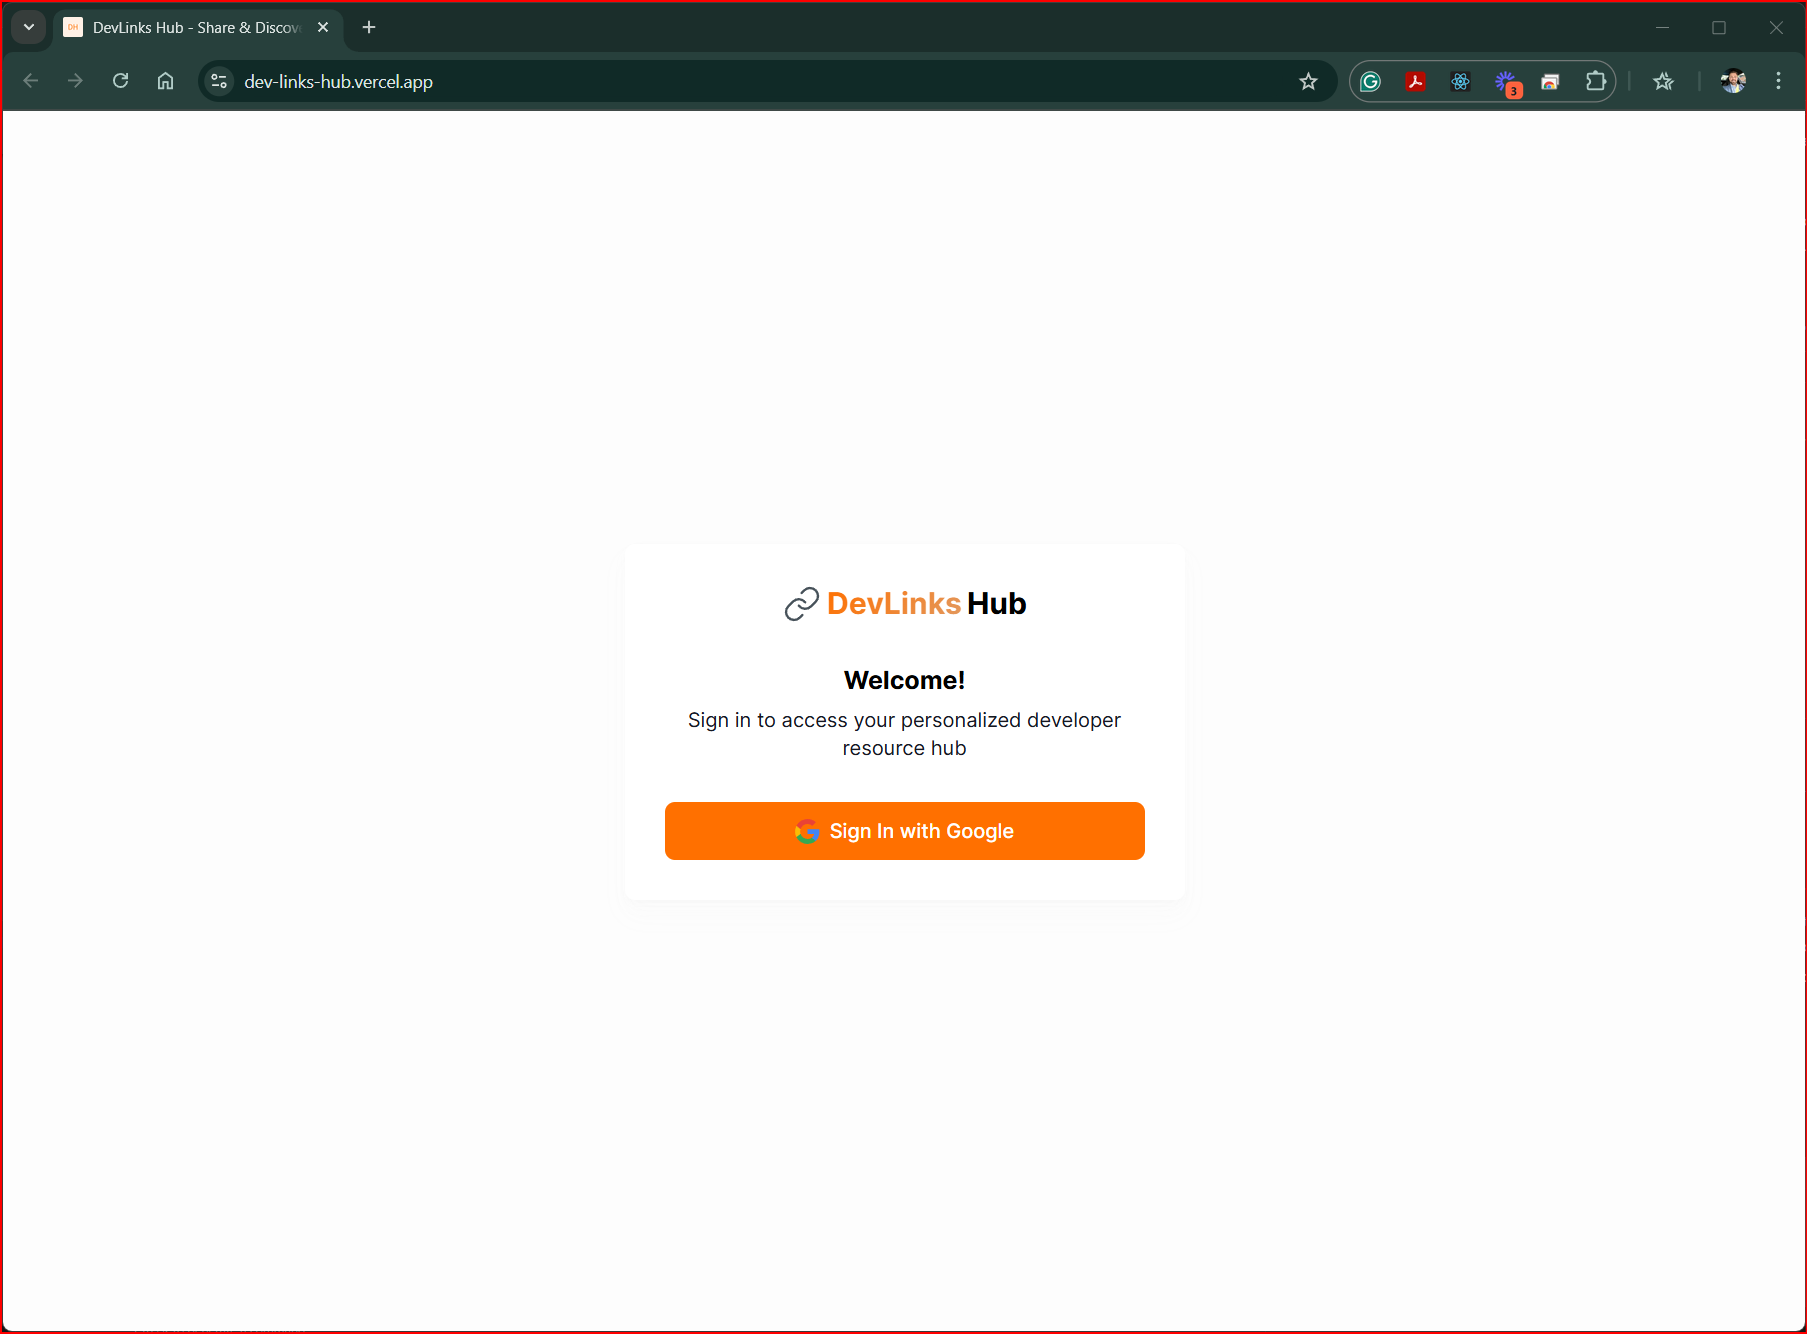 DH
DevLinks Hub - Share & Discov
dev-links-hub.vercel.app
3
DevLinks Hub
Welcome!
Sign in to access your personalized developer
resource hub
Sign In with Google